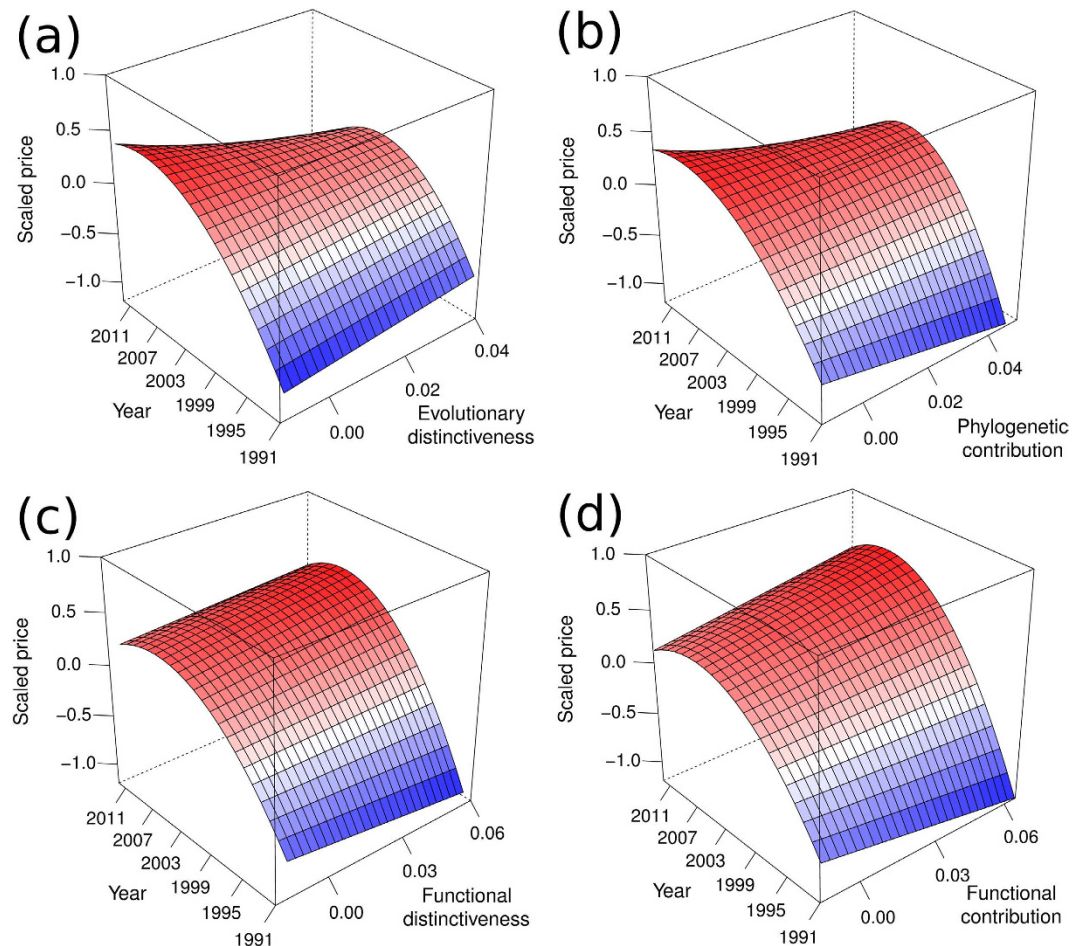 (a)
1.0
0.5
0.0
−0.5
−1.0
Scaled price
2011
2007
2003
1999
1995
1991
Year
0.00
0.02
0.04
Evolutionary
distinctiveness
(b)
1.0
0.5
0.0
−0.5
−1.0
Scaled price
2011
2007
2003
1999
1995
1991
Year
0.00
0.02
0.04
Phylogenetic
contribution
(c)
1.0
0.5
0.0
−0.5
−1.0
Scaled price
2011
2007
2003
1999
1995
1991
Year
0.00
0.03
0.06
Functional
distinctiveness
(d)
1.0
0.5
0.0
−0.5
−1.0
Scaled price
2011
2007
2003
1999
1995
1991
Year
0.00
0.03
0.06
Functional
contribution